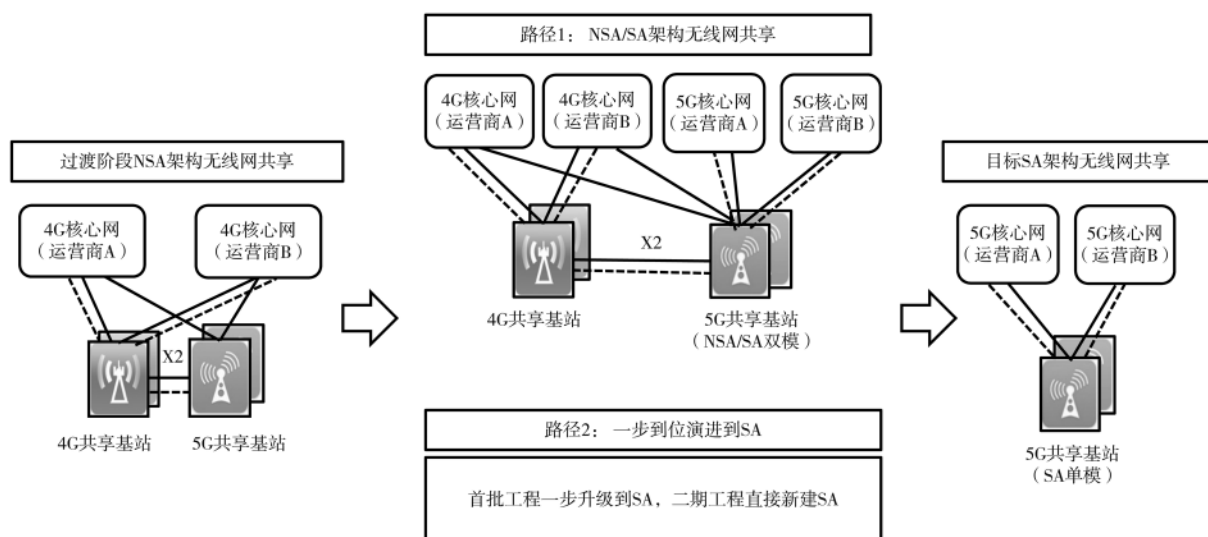 过渡阶段NSA架构无线网共享
4G核心网
（运营商A）
4G核心网
（运营商B）
X2
4G共享基站
5G共享基站
路径1： NSA/SA架构无线网共享
4G核心网
（运营商A）
4G核心网
（运营商B）
5G核心网
（运营商A）
5G核心网
（运营商B）
X2
4G共享基站
5G共享基站
（NSA/SA双模）
路径2： 一步到位演进到SA
首批工程一步升级到SA，二期工程直接新建SA
目标SA架构无线网共享
5G核心网
（运营商A）
5G核心网
（运营商B）
5G共享基站
（SA单模）